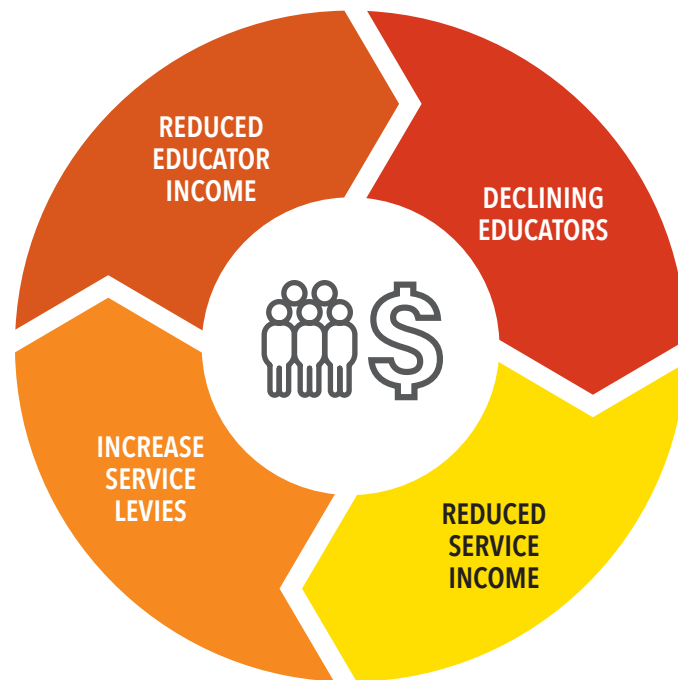 REDUCED
EDUCATOR
INCOME
DECLINING
EDUCATORS
REDUCED
SERVICE
INCOME
INCREASE
SERVICE
LEVIES
$